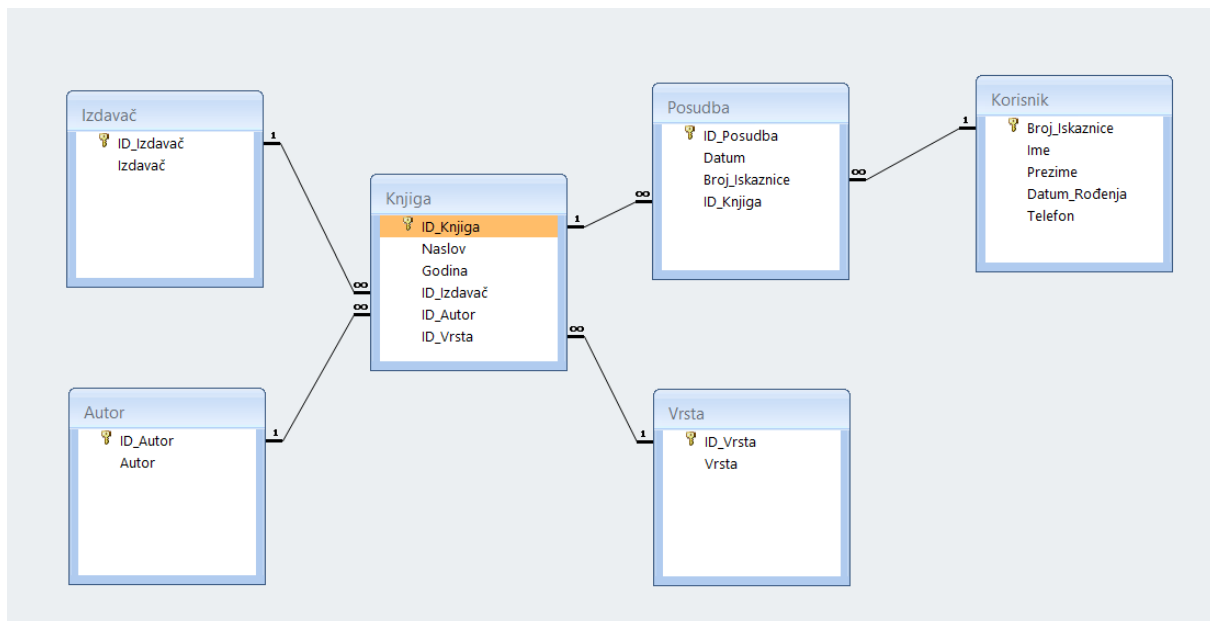 Izdavač
ID_Izdavač
Izdavač
1
∞
Knjiga
ID_Knjiga
Naslov
Godina
ID_Izdavač
ID_Autor
ID_Vrsta
∞
1
∞
Posudba
ID_Posudba
Datum
Broj_Iskaznice
ID_Knjiga
∞
∞
1
Korisnik
Broj_Iskaznice
Ime
Prezime
Datum_Rođenja
Telefon
Autor
ID_Autor
Autor
1
Vrsta
ID_Vrsta
Vrsta
1